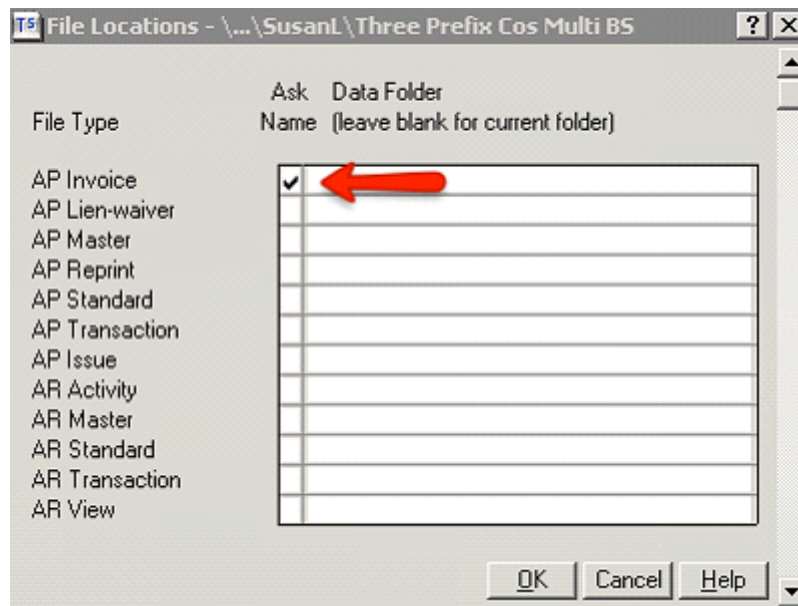 TS File Locations - \...\SusanL\Three Prefix Cos Multi BS ? X
Ask Data Folder
File Type Name (leave blank for current folder)
AP Invoice
AP Lien-waiver
AP Master
AP Reprint
AP Standard
AP Transaction
AP Issue
AR Activity
AR Master
AR Standard
AR Transaction
AR View
OK Cancel Help